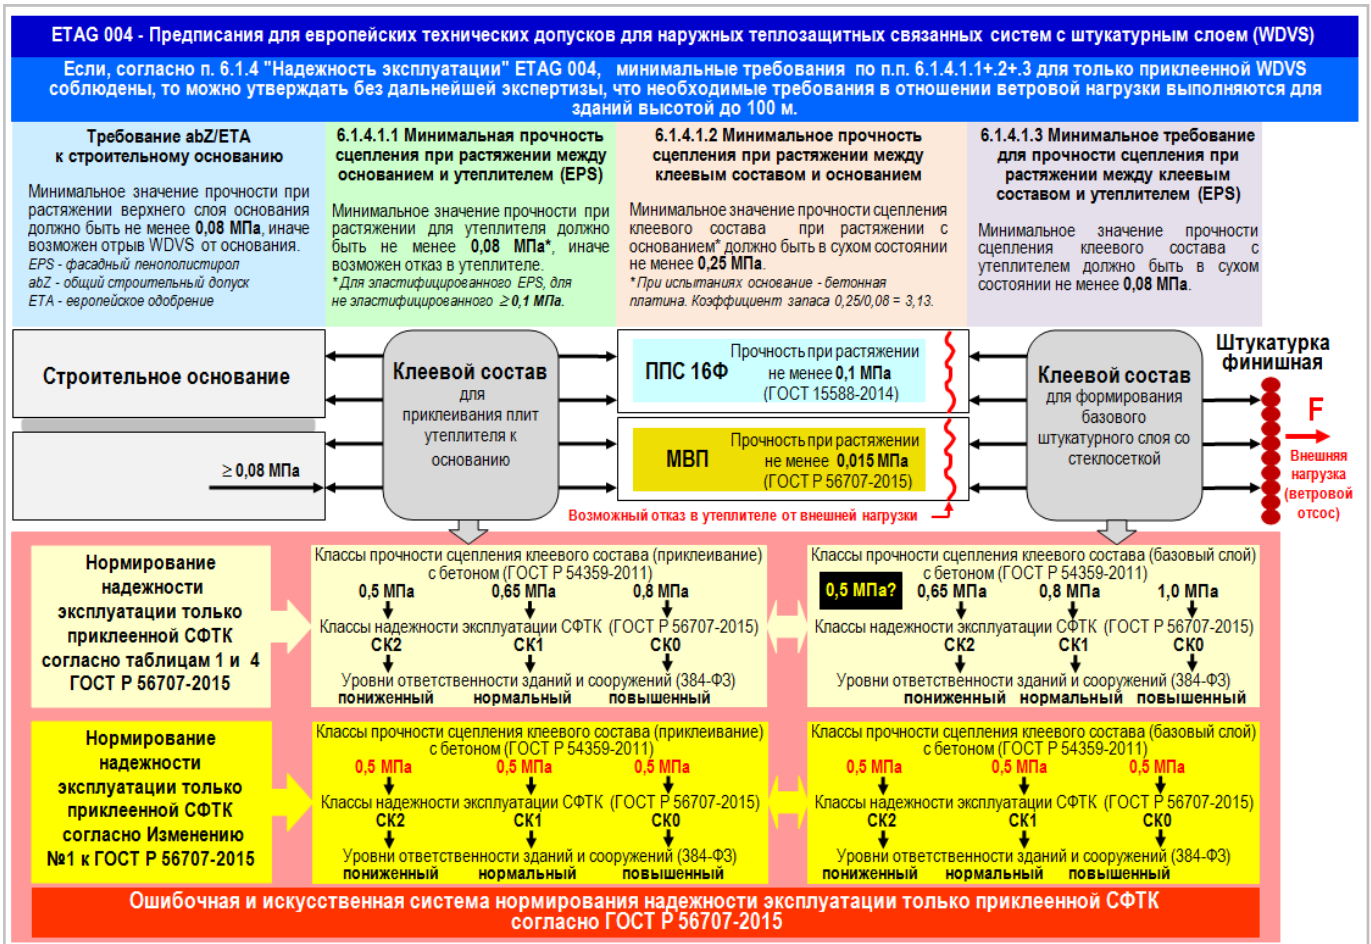 ETAG 004 - Предписания для европейских технических допусков для наружных теплозащитных связанных систем с штукатурным слоем (WDVS)
Если, согласно п. 6.1.4 "Надежность эксплуатации" ETAG 004, минимальные требования по п.п. 6.1.4.1.1+.2+.3 для только приклеенной WDVS
соблюдены, то можно утверждать без дальнейшей экспертизы, что необходимые требования в отношении ветровой нагрузки выполняются для
зданий высотой до 100 м.
Требование abZ/ETA
к строительному основанию
Минимальное значение прочности при
растяжении верхнего слоя основания
должно быть не менее 0,08 МПа, иначе
возможен отрыв WDVS от основания.
EPS - фасадный пенополистирол
abZ - общий строительный допуск
ETA - европейское одобрение
6.1.4.1.1 Минимальная прочность
сцепления при растяжении между
основанием и утеплителем (EPS)
Минимальное значение прочности при
растяжении для утеплителя должно
быть не менее 0,08 МПа*, иначе
возможен отказ в утеплителе.
* Для эластифицированного EPS, для
не эластифицированного ≥ 0,1 МПа.
6.1.4.1.2 Минимальное прочность
сцепления при растяжении между
клеевым составом и основанием
Минимальное значение прочности сцепления
клеевого состава при растяжении с
основанием* должно быть в сухом состоянии
не менее 0,25 МПа.
*При испытаниях основание - бетонная
платина. Коэффициент запаса 0,25/0,08 = 3,13.
6.1.4.1.3 Минимальное требование
для прочности сцепления при
растяжении между клеевым
составом и утеплителем (EPS)
Минимальное значение прочности
сцепления клеевого состава с
утеплителем должно быть в сухом
состоянии не менее 0,08 МПа.
Строительное основание
≥ 0,08 МПа
Клеевой состав
для
приклеивания плит
утеплителя к
основанию
ППС 16Ф
Прочность при растяжении
не менее 0,1 МПа
(ГОСТ 15588-2014)
МВП
Прочность при растяжении
не менее 0,015 МПа
(ГОСТ Р 56707-2015)
Возможный отказ в утеплителе от внешней нагрузки
Клеевой состав
для формирования
базового
штукатурного слоя со
стеклосеткой
Штукатурка
финишная
F
Внешняя
нагрузка
(ветровой
отсос)
Нормирование
надежности
эксплуатации только
приклеенной СФТК
согласно таблицам 1 и 4
ГОСТ Р 56707-2015
Классы прочности сцепления клеевого состава (приклеивание)
с бетоном (ГОСТ Р 54359-2011)
0,5 МПа 0,65 МПа 0,8 МПа
Классы надежности эксплуатации СФТК (ГОСТ Р 56707-2015)
СК2 СК1 СК0
Уровни ответственности зданий и сооружений (384-ФЗ)
пониженный нормальный повышенный
Классы прочности сцепления клеевого состава (базовый слой)
с бетоном (ГОСТ Р 54359-2011)
0,5 МПа? 0,65 МПа 0,8 МПа 1,0 МПа
Классы надежности эксплуатации СФТК (ГОСТ Р 56707-2015)
СК2 СК1 СК0
Уровни ответственности зданий и сооружений (384-ФЗ)
пониженный нормальный повышенный
Нормирование
надежности
эксплуатации только
приклеенной СФТК
согласно Изменению
№1 к ГОСТ Р 56707-2015
Классы прочности сцепления клеевого состава (приклеивание)
с бетоном (ГОСТ Р 54359-2011)
0,5 МПа 0,5 МПа 0,5 МПа
Классы надежности эксплуатации СФТК (ГОСТ Р 56707-2015)
СК2 СК1 СК0
Уровни ответственности зданий и сооружений (384-ФЗ)
пониженный нормальный повышенный
Классы прочности сцепления клеевого состава (базовый слой)
с бетоном (ГОСТ Р 54359-2011)
0,5 МПа 0,5 МПа 0,5 МПа
Классы надежности эксплуатации СФТК (ГОСТ Р 56707-2015)
СК2 СК1 СК0
Уровни ответственности зданий и сооружений (384-ФЗ)
пониженный нормальный повышенный
Ошибочная и искусственная система нормирования надежности эксплуатации только приклеенной СФТК
согласно ГОСТ Р 56707-2015